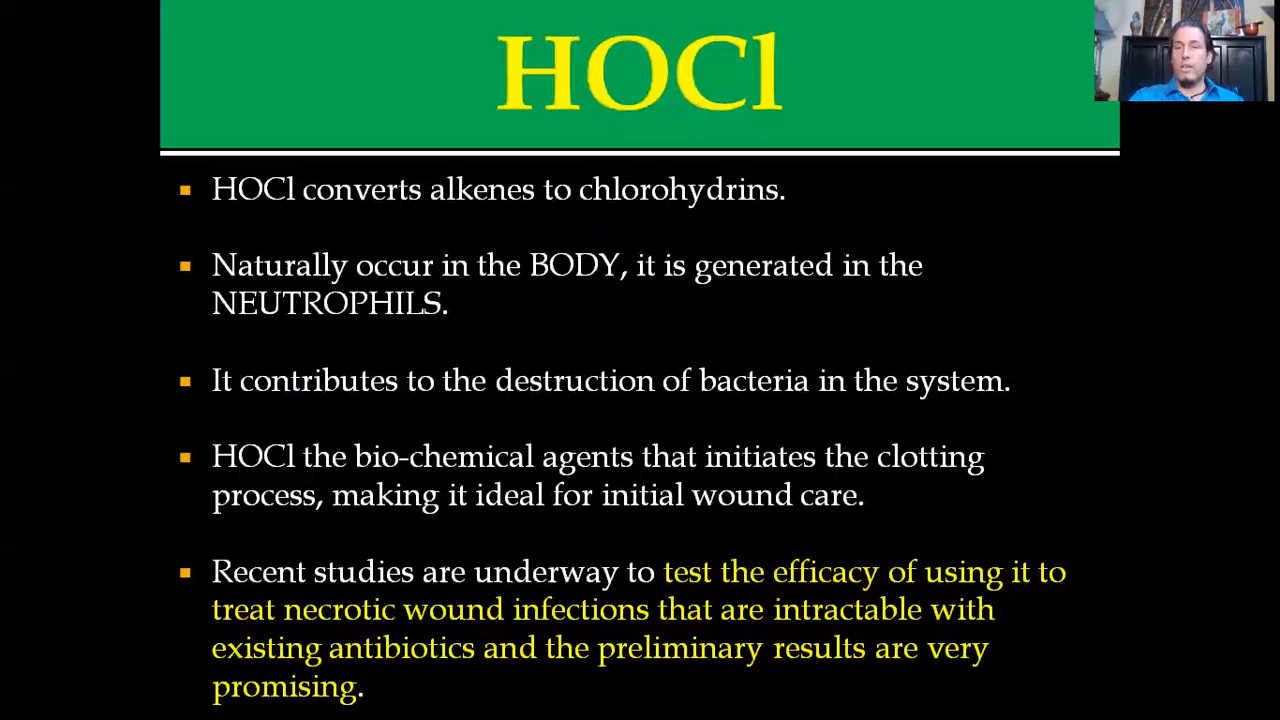 HOCl
HOCl converts alkenes to chlorohydrins.
Naturally occur in the BODY, it is generated in the
NEUTROPHILS.
It contributes to the destruction of bacteria in the system.
HOCl the bio-chemical agents that initiates the clotting
process, making it ideal for initial wound care.
Recent studies are underway to test the efficacy of using it to
treat necrotic wound infections that are intractable with
existing antibiotics and the preliminary results are very
promising.